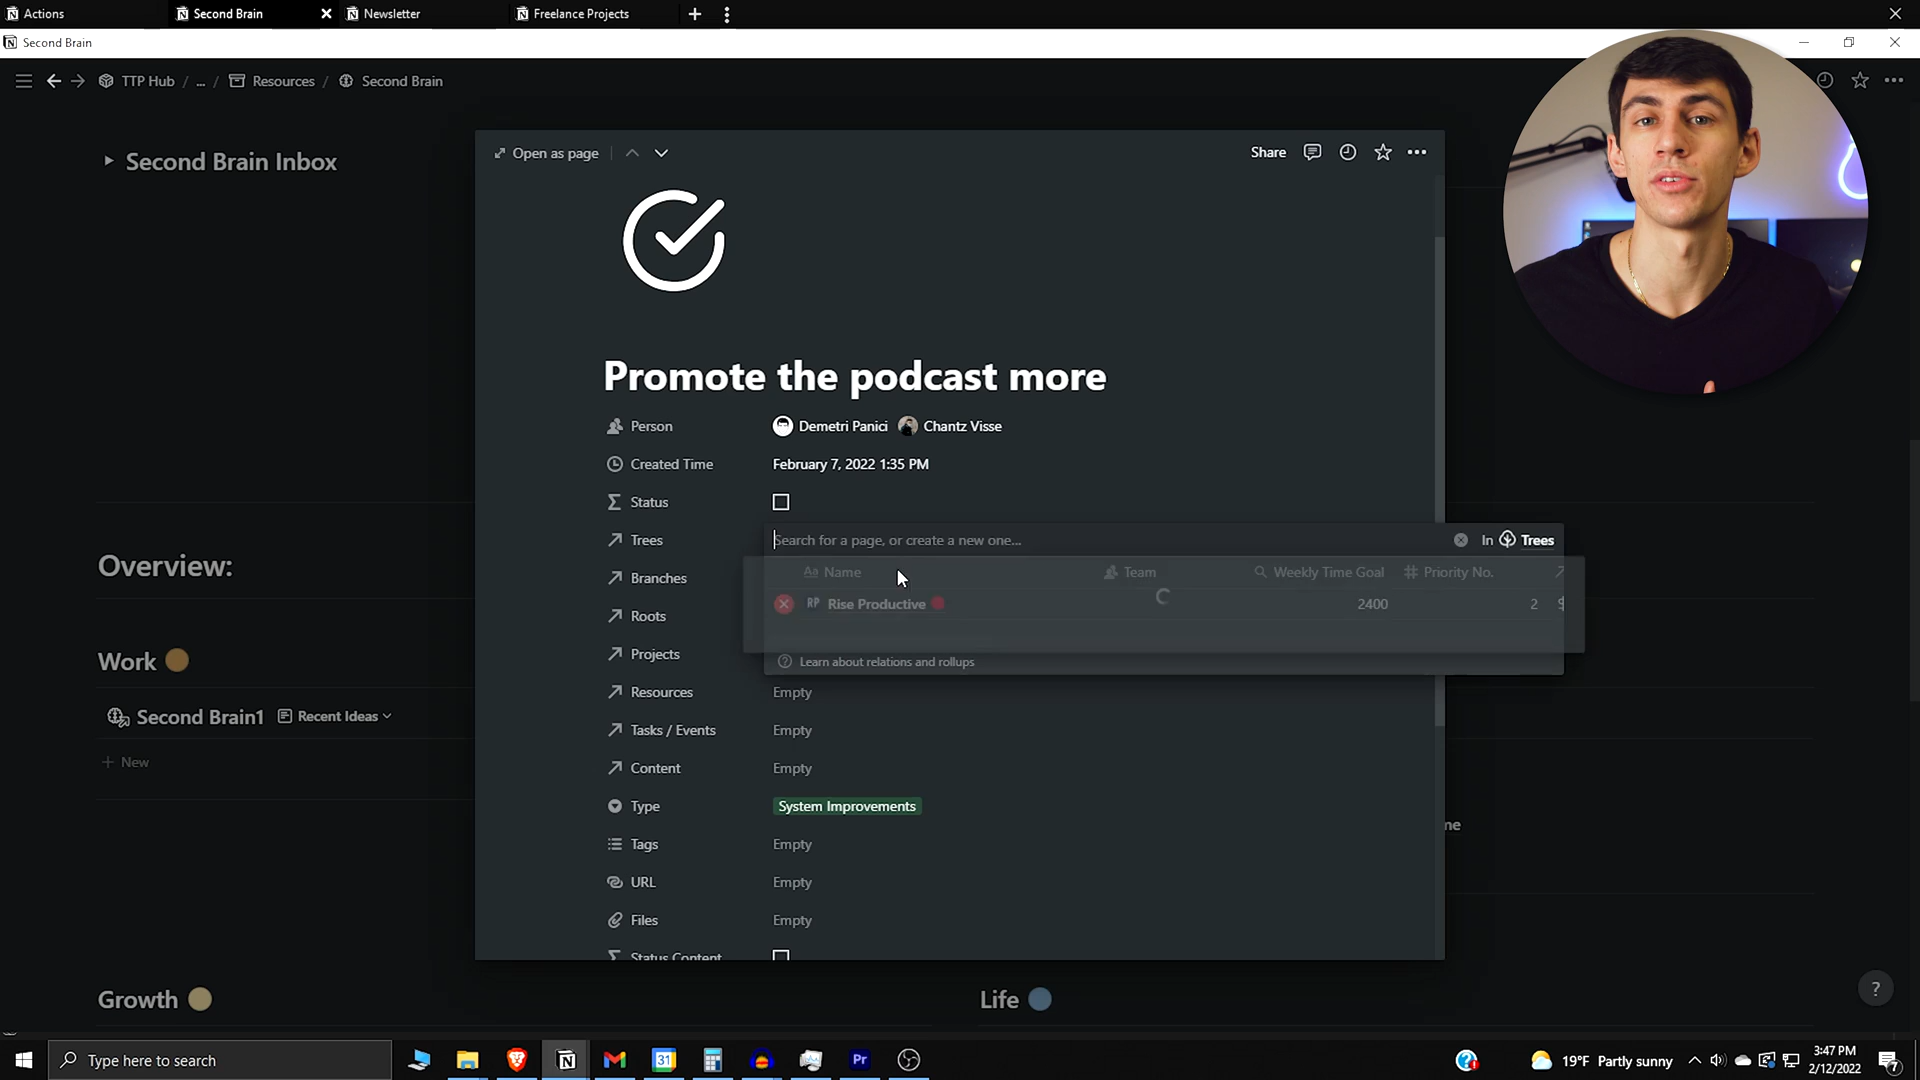 Actions
Second Brain
Newsletter
Freelance Projects
Second Brain
TTP Hub / ... / Resources / Second Brain
Second Brain Inbox
Open as page
Share
Promote the podcast more
Person
Demetri Panici Chantz Visse
Created Time
February 7, 2022 1:35 PM
Status
Trees
Search for a page, or create a new one...
In Trees
Branches
Aa Name
Team
Weekly Time Goal
Priority No.
RP Rise Productive
2400
2
Roots
Projects
Learn about relations and rollups
Resources
Empty
Tasks / Events
Empty
Content
Empty
Type
System Improvements
Tags
Empty
URL
Empty
Files
Empty
Status Content
Overview:
Work
Second Brain1 Recent Ideas
New
Growth
Life
?
Type here to search
31
Pr
19°F Partly sunny
3:47 PM
2/12/2022
7